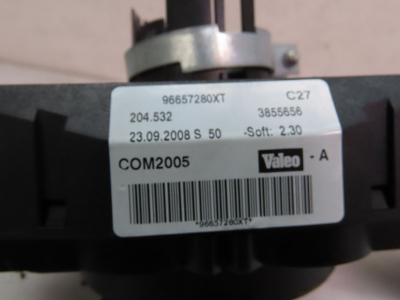 96657280XT C27
204.532 3855656
23.09.2008 S 50 -Soft: 2.30
COM2005 Valeo - A
*96657280XT*